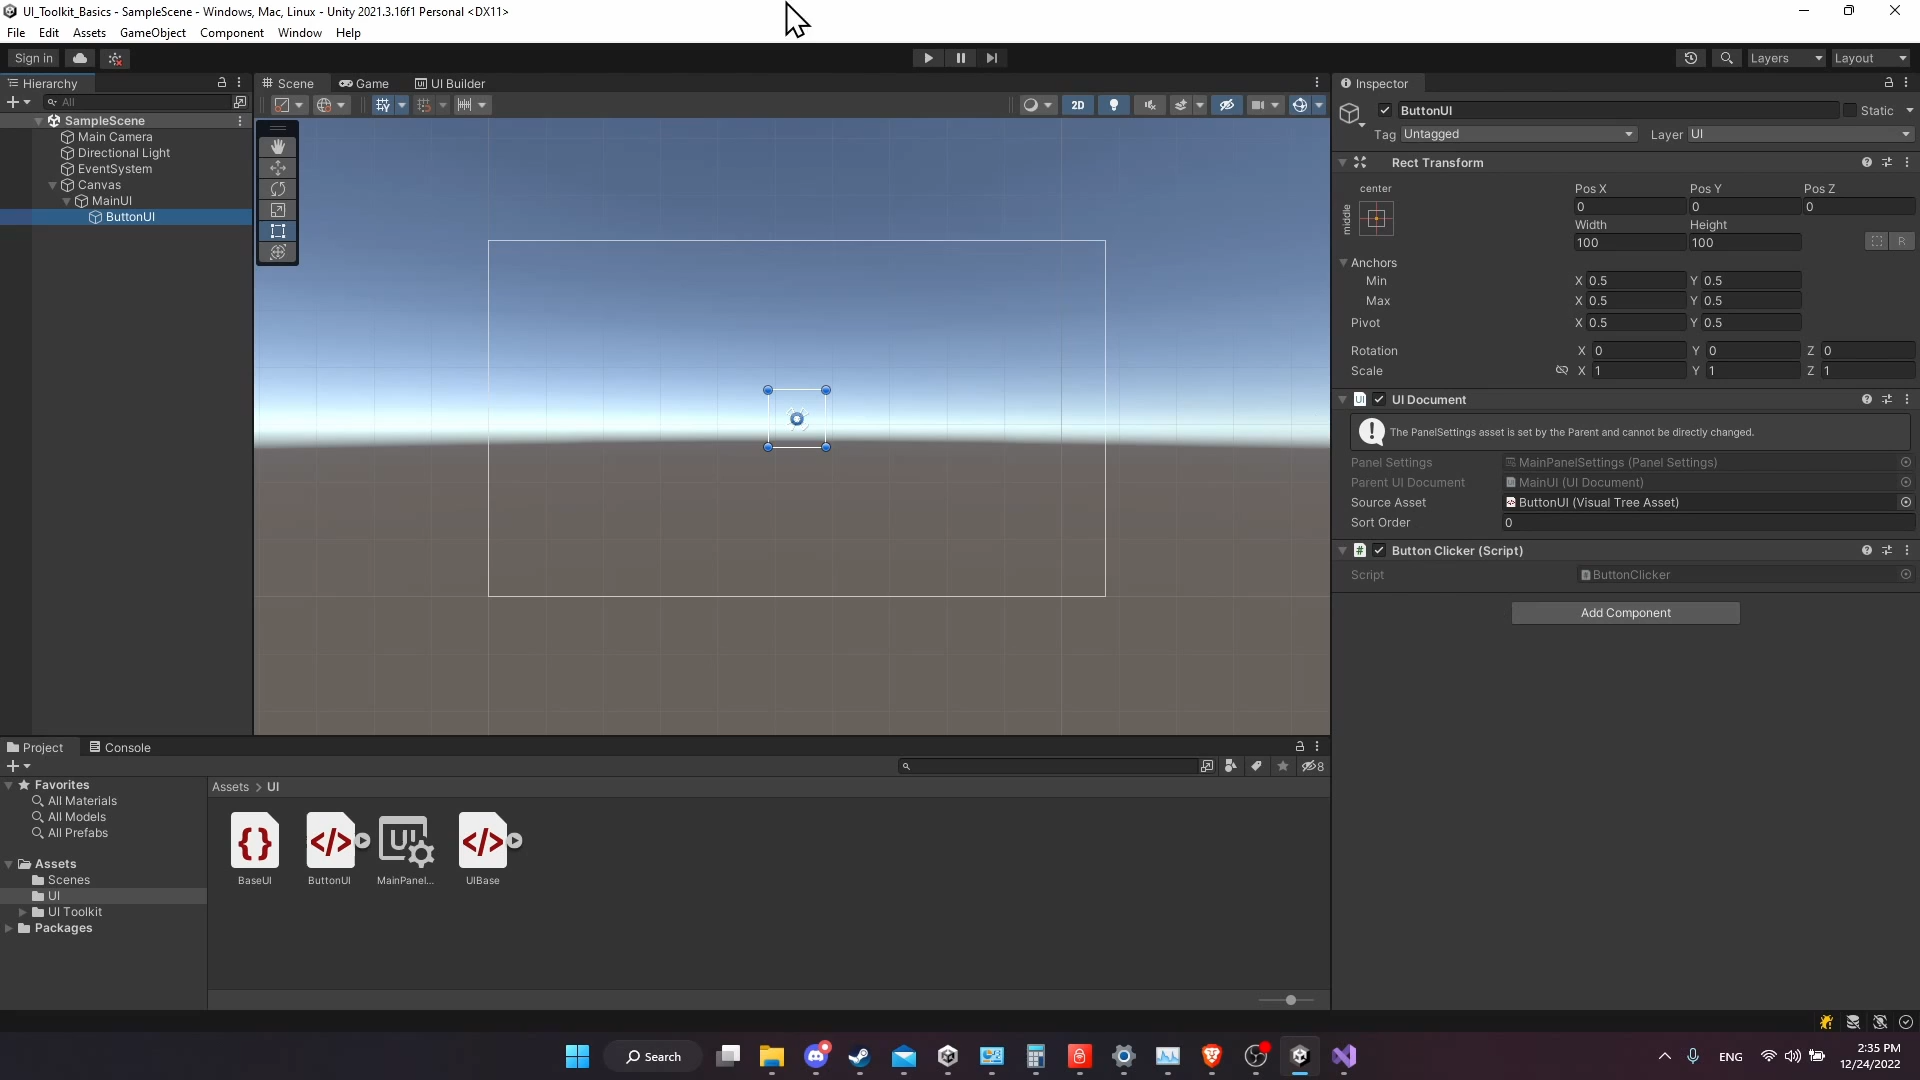 UI_Toolkit_Basics - SampleScene - Windows, Mac, Linux - Unity 2021.3.16f1 Personal <DX11>
File Edit Assets GameObject Component Window Help
Sign in
Layers
Layout
Hierarchy
All
SampleScene
Main Camera
Directional Light
EventSystem
Canvas
MainUI
ButtonUI
Scene
Game
UI Builder
2D
Inspector
ButtonUI
Static
Tag Untagged
Layer UI
Rect Transform
center
middle
Pos X Pos Y Pos Z
0 0 0
Width Height
100 100
R
Anchors
Min X 0.5 Y 0.5
Max X 0.5 Y 0.5
Pivot X 0.5 Y 0.5
Rotation X 0 Y 0 Z 0
Scale X 1 Y 1 Z 1
UI Document
The PanelSettings asset is set by the Parent and cannot be directly changed.
Panel Settings MainPanelSettings (Panel Settings)
Parent UI Document MainUI (UI Document)
Source Asset ButtonUI (Visual Tree Asset)
Sort Order 0
Button Clicker (Script)
Script ButtonClicker
Add Component
Project
Console
8
Favorites
All Materials
All Models
All Prefabs
Assets
Scenes
UI
UI Toolkit
Packages
Assets > UI
BaseUI
ButtonUI
UI
MainPanel...
UIBase
Search
ENG
2:35 PM
12/24/2022